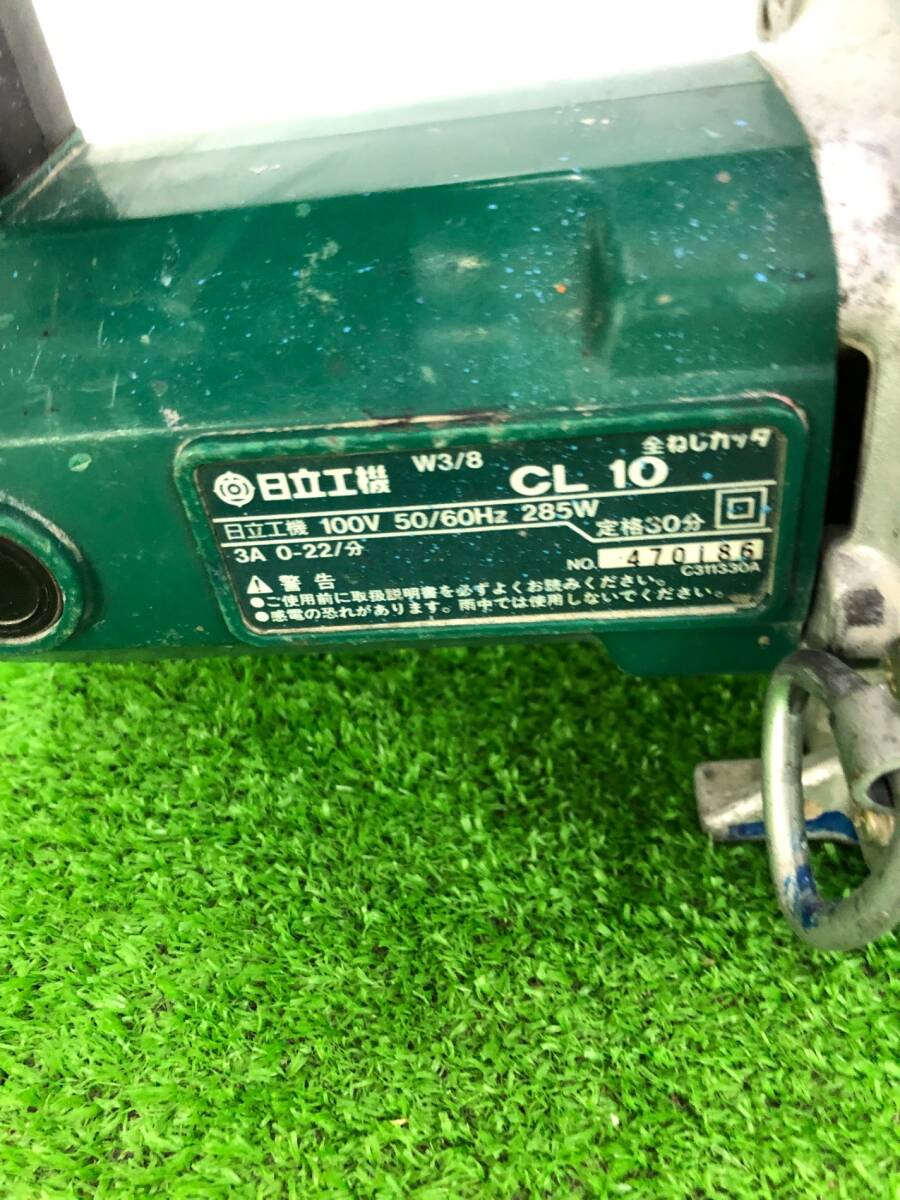 全ねじカッタ
日立工機 W3/8 CL 10
日立工機 100V 50/60Hz 285W
3A 0-22/分 定格30分
NO. 470186
C311330A
警告
●ご使用前に取扱説明書を必ずよくお読みください。
●感電の恐れがあります。雨中では使用しないでください。